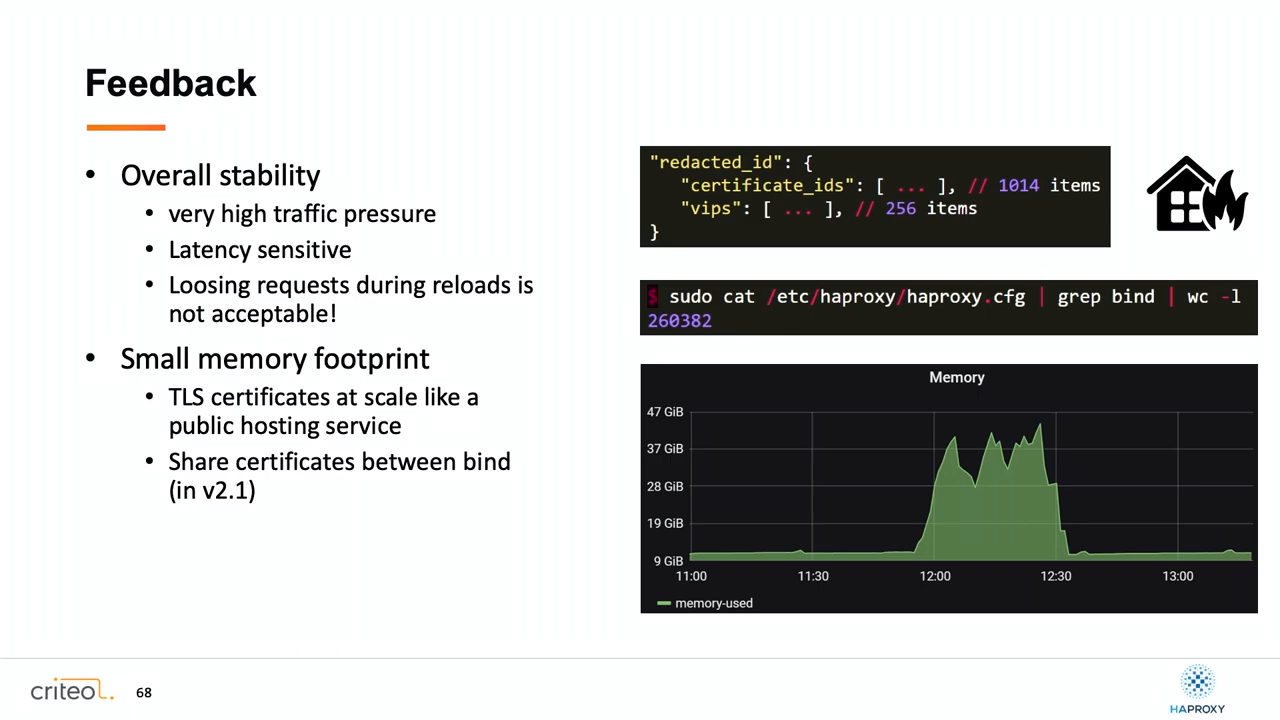 Feedback
• Overall stability
• very high traffic pressure
• Latency sensitive
• Loosing requests during reloads is
not acceptable!
• Small memory footprint
• TLS certificates at scale like a
public hosting service
• Share certificates between bind
(in v2.1)
"redacted_id": {
"certificate_ids": [ ... ], // 1014 items
"vips": [ ... ], // 256 items
}
$ sudo cat /etc/haproxy/haproxy.cfg | grep bind | wc -l
260382
Memory
47 GiB
37 GiB
28 GiB
19 GiB
9 GiB
11:00 11:30 12:00 12:30 13:00
memory-used
criteo
68
HAPROXY